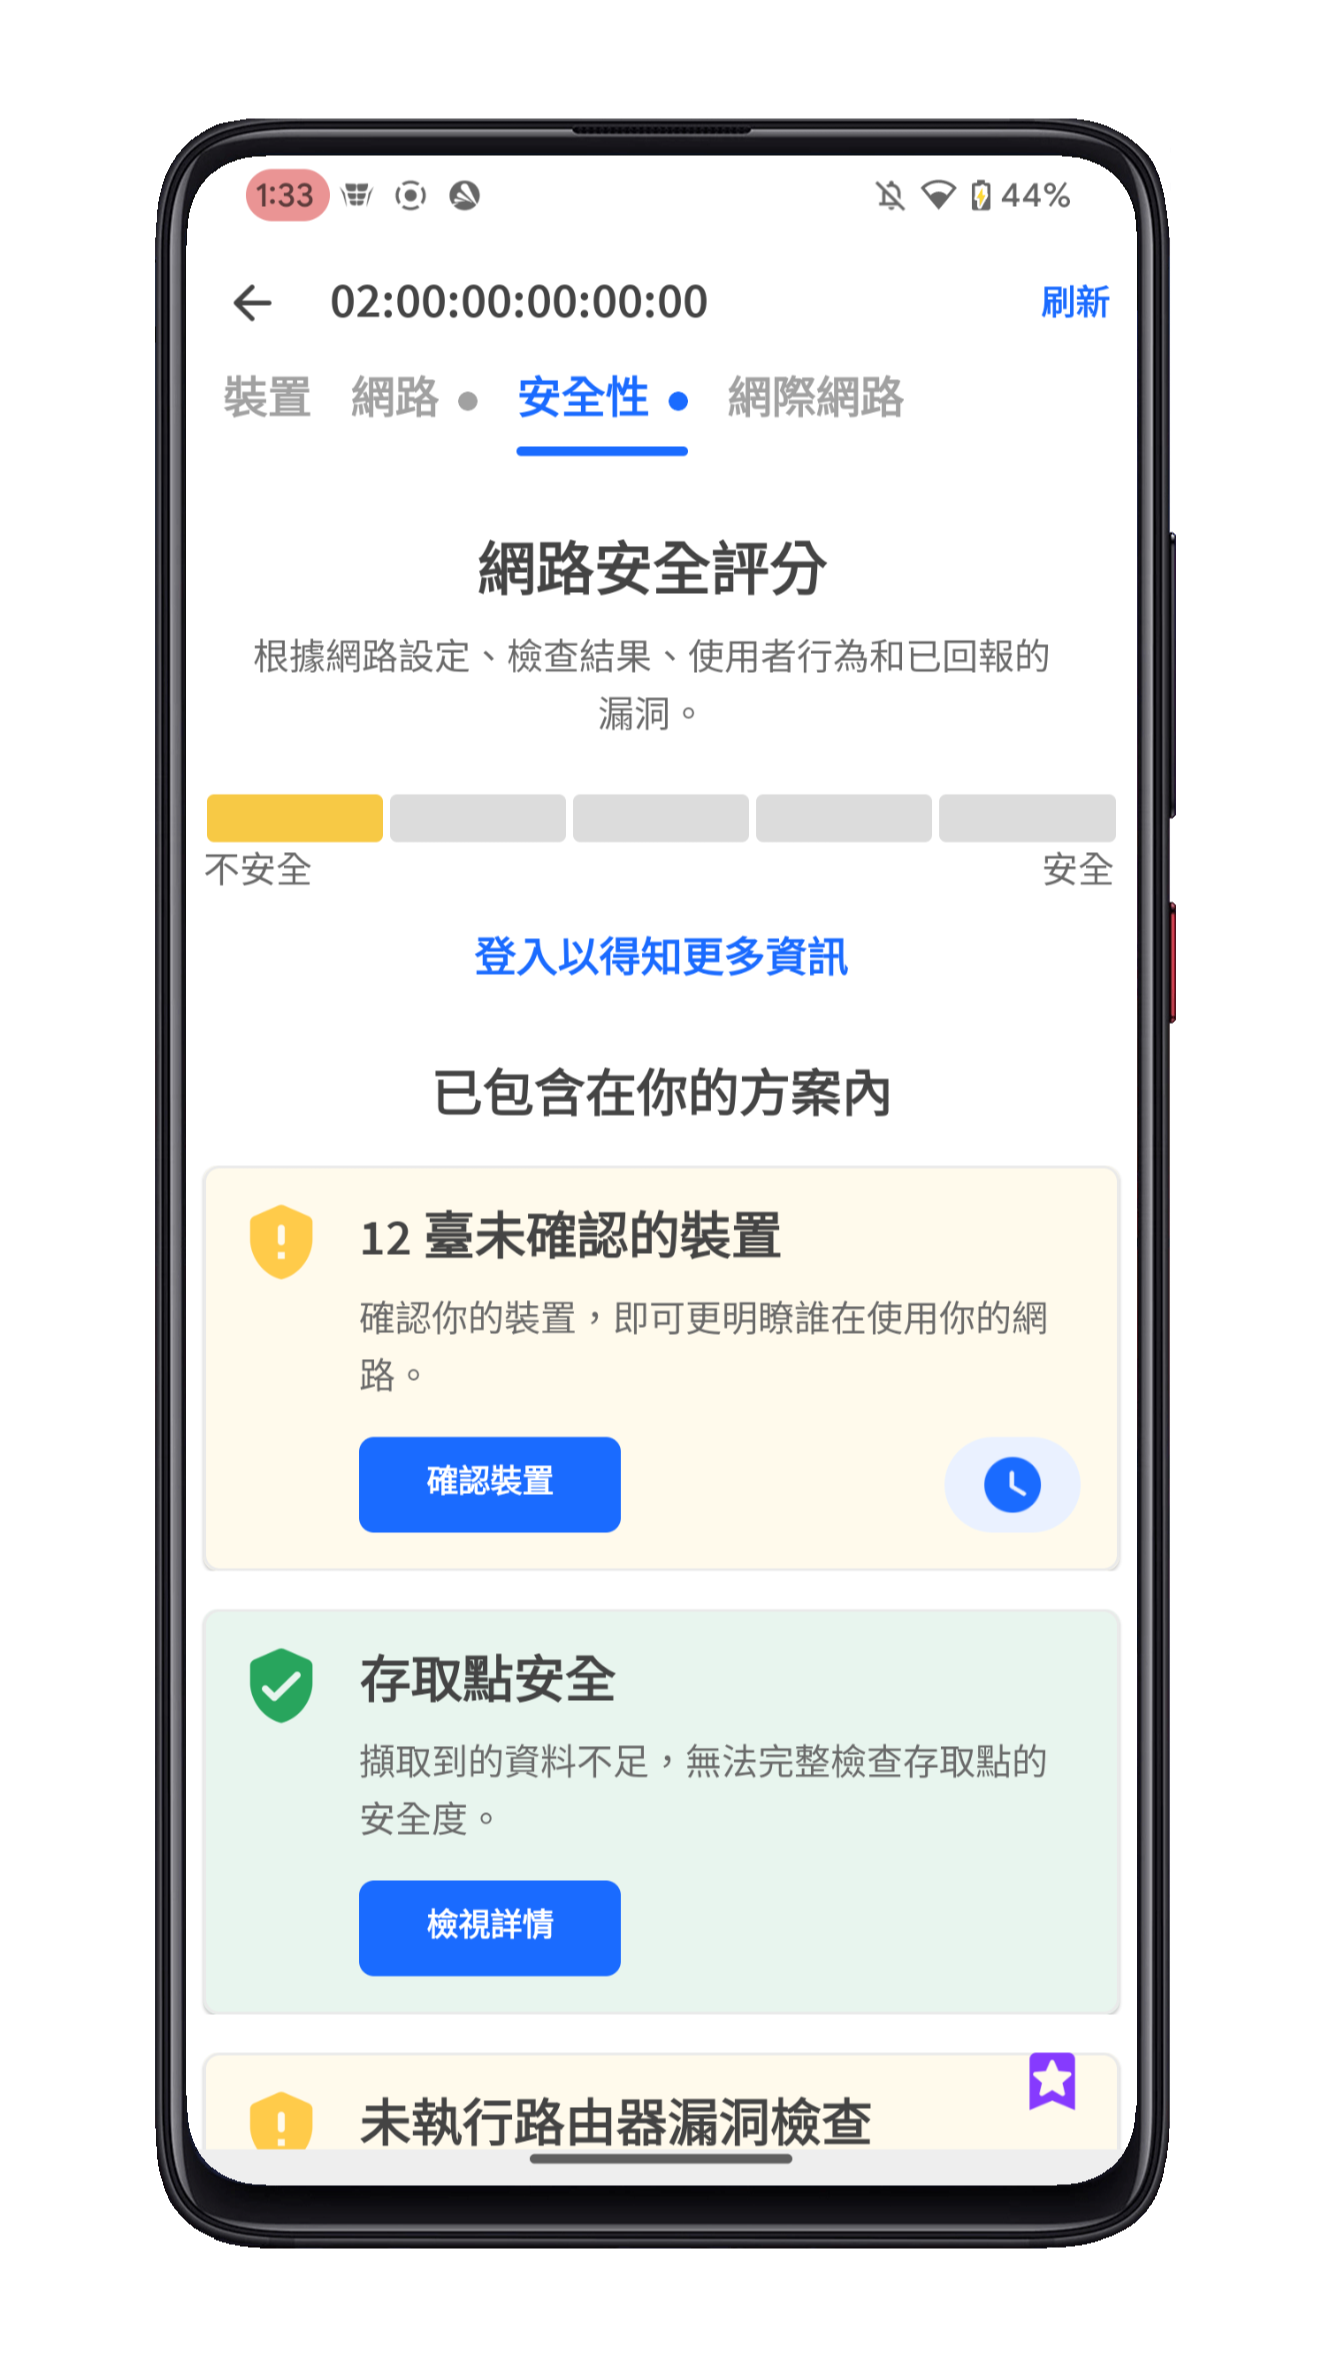 1:33
44%
02:00:00:00:00:00
刷新
裝置 網路 安全性 網際網路
網路安全評分
根據網路設定、檢查結果、使用者行為和已回報的
漏洞。
不安全
安全
登入以得知更多資訊
已包含在你的方案內
12 臺未確認的裝置
確認你的裝置，即可更明瞭誰在使用你的網
路。
確認裝置
存取點安全
擷取到的資料不足，無法完整檢查存取點的
安全度。
檢視詳情
未執行路由器漏洞檢查